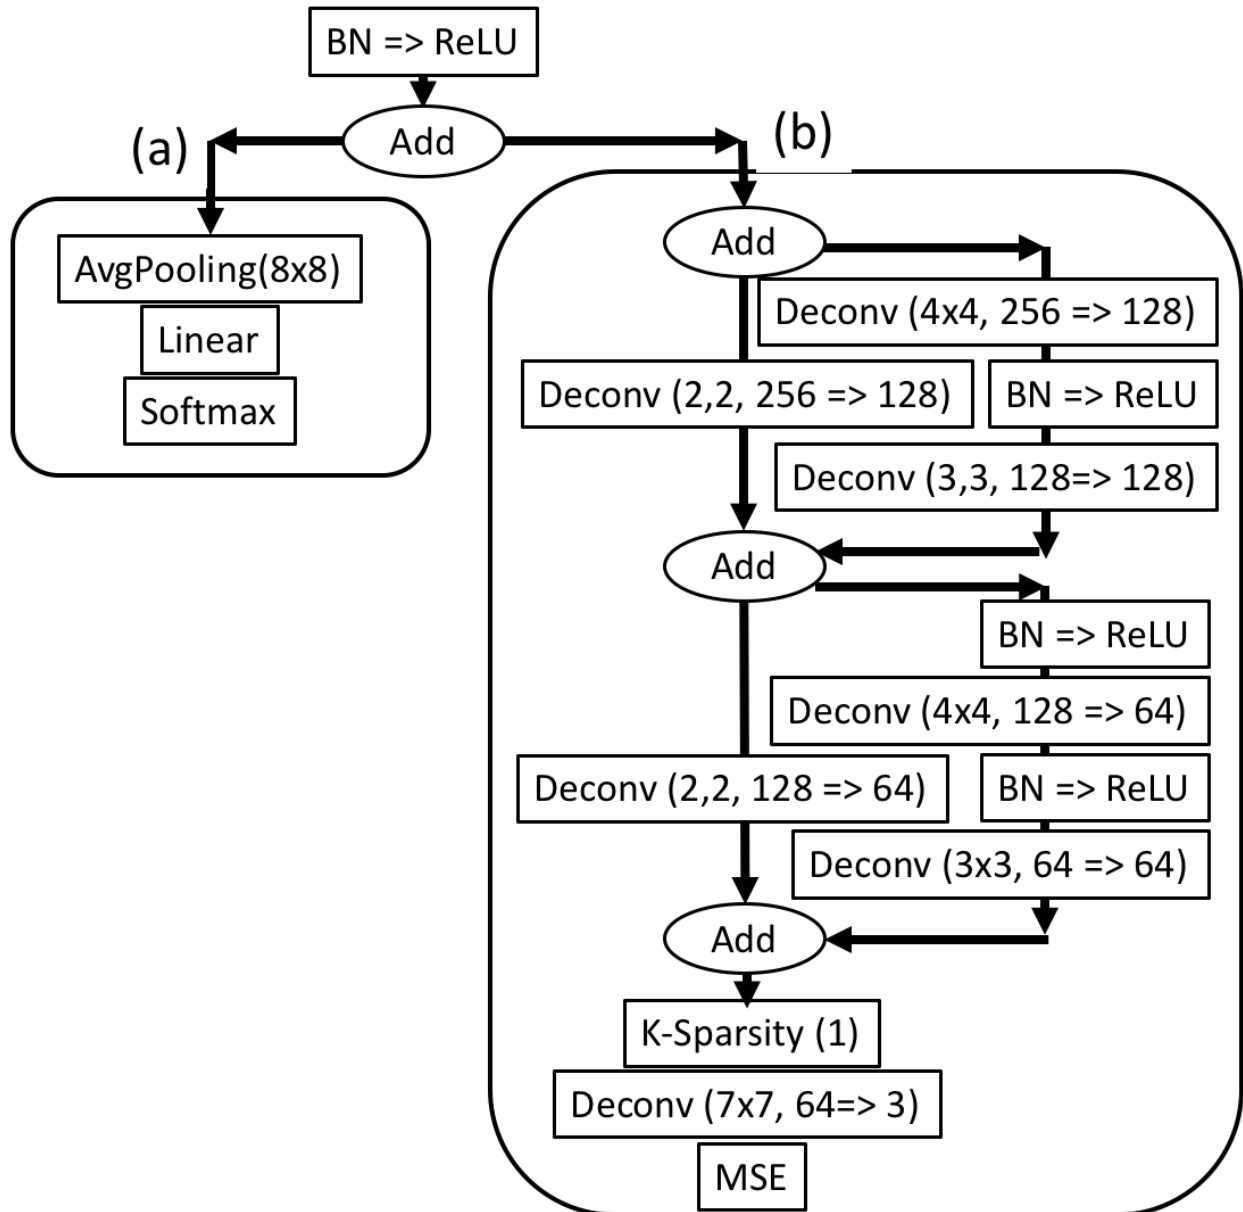 BN => ReLU
Add
(a)
(b)
AvgPooling(8x8)
Linear
Softmax
Add
Deconv (4x4, 256 => 128)
Deconv (2,2, 256 => 128)
BN => ReLU
Deconv (3,3, 128=> 128)
Add
BN => ReLU
Deconv (4x4, 128 => 64)
Deconv (2,2, 128 => 64)
BN => ReLU
Deconv (3x3, 64 => 64)
Add
K-Sparsity (1)
Deconv (7x7, 64=> 3)
MSE